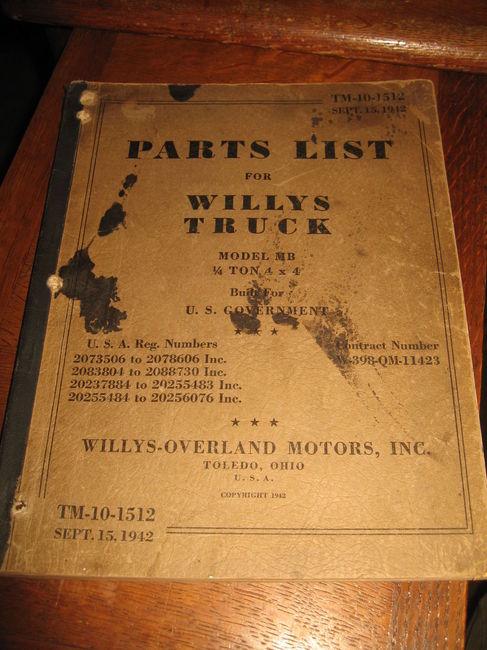 TM-10-1512
SEPT. 15, 1942
PARTS LIST
FOR
WILLYS
TRUCK
MODEL MB
¼ TON 4 x 4
Built For
U. S. GOVERNMENT
★ ★ ★
U. S. A. Reg. Numbers
2073506 to 2078606 Inc.
2083804 to 2088730 Inc.
20237884 to 20255483 Inc.
20255484 to 20256076 Inc.
Contract Number
W-398-QM-11423
★ ★ ★
WILLYS-OVERLAND MOTORS, INC.
TOLEDO, OHIO
U. S. A.
COPYRIGHT 1942
TM-10-1512
SEPT. 15, 1942